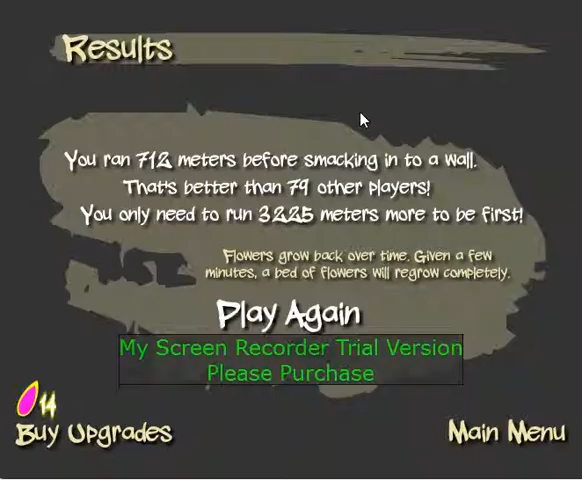 Results
You ran 712 meters before smacking in to a wall.
That's better than 79 other players!
You only need to run 3225 meters more to be first!
Flowers grow back over time. Given a few
minutes, a bed of flowers will regrow completely.
Play Again
My Screen Recorder Trial Version
Please Purchase
14
Buy Upgrades
Main Menu